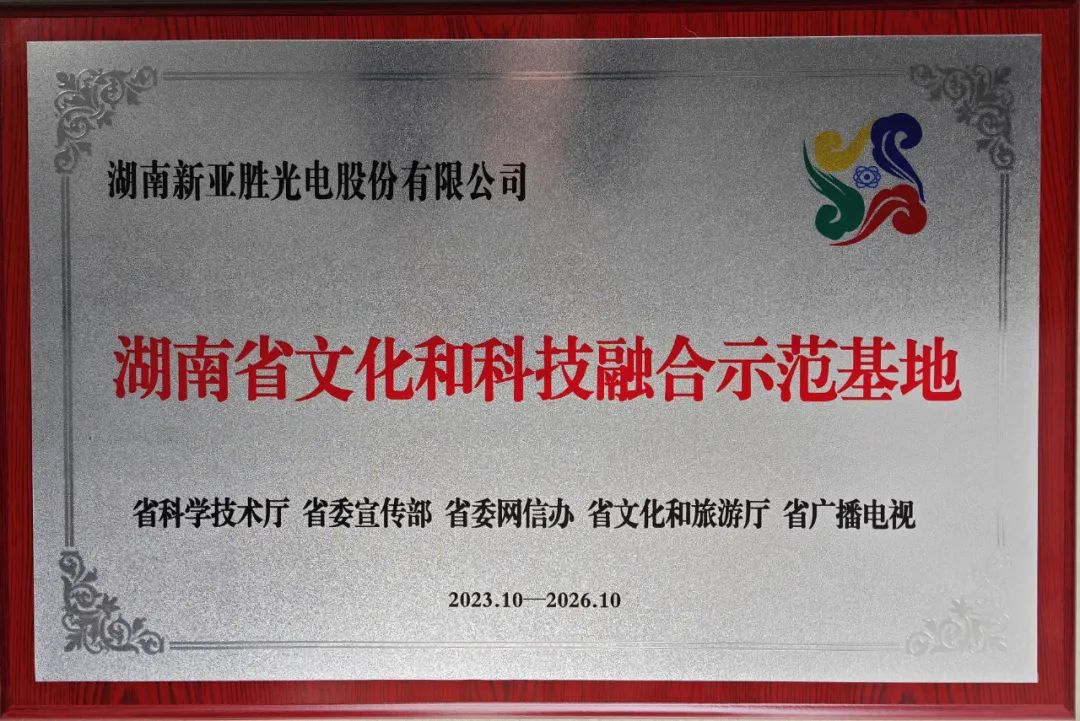 湖南新亚胜光电股份有限公司
湖南省文化和科技融合示范基地
省科学技术厅 省委宣传部 省委网信办 省文化和旅游厅 省广播电视
2023.10—2026.10